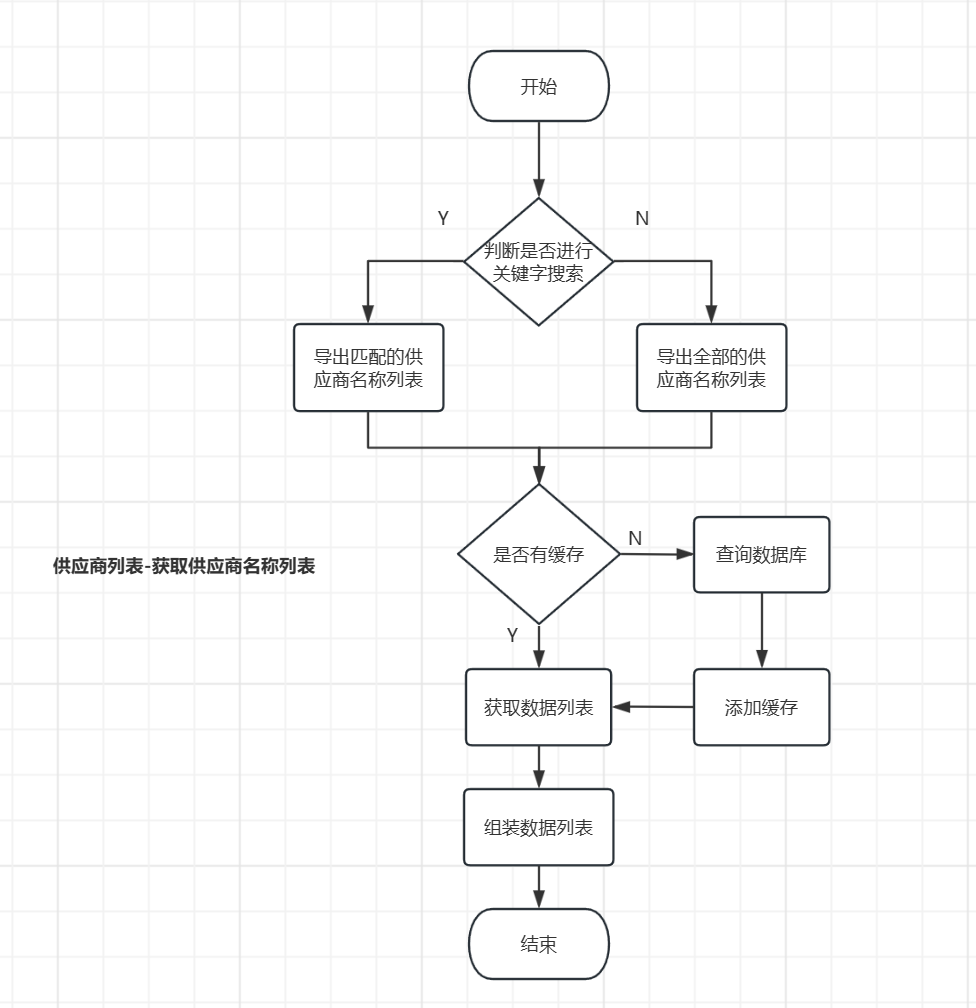 开始
Y
N
判断是否进行
关键字搜索
导出匹配的供
应商名称列表
导出全部的供
应商名称列表
是否有缓存
N
查询数据库
供应商列表-获取供应商名称列表
Y
获取数据列表
添加缓存
组装数据列表
结束